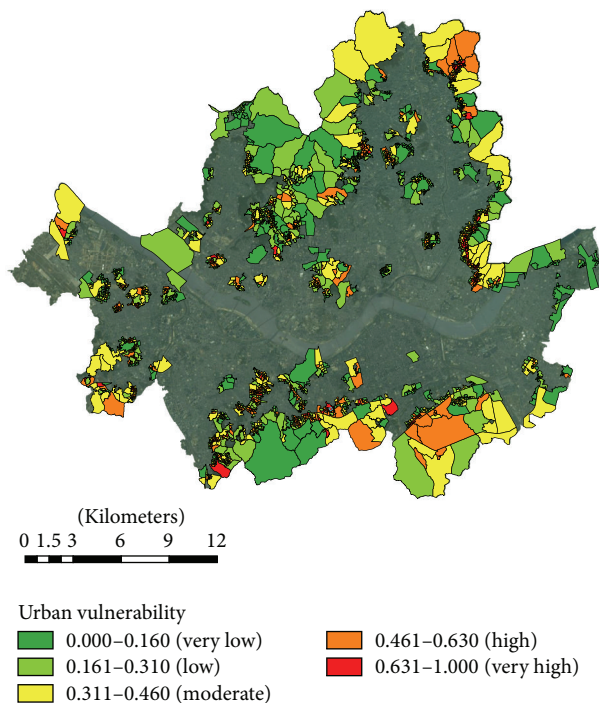 (Kilometers)
0 1.5 3 6 9 12
Urban vulnerability
0.000–0.160 (very low)
0.161–0.310 (low)
0.311–0.460 (moderate)
0.461–0.630 (high)
0.631–1.000 (very high)